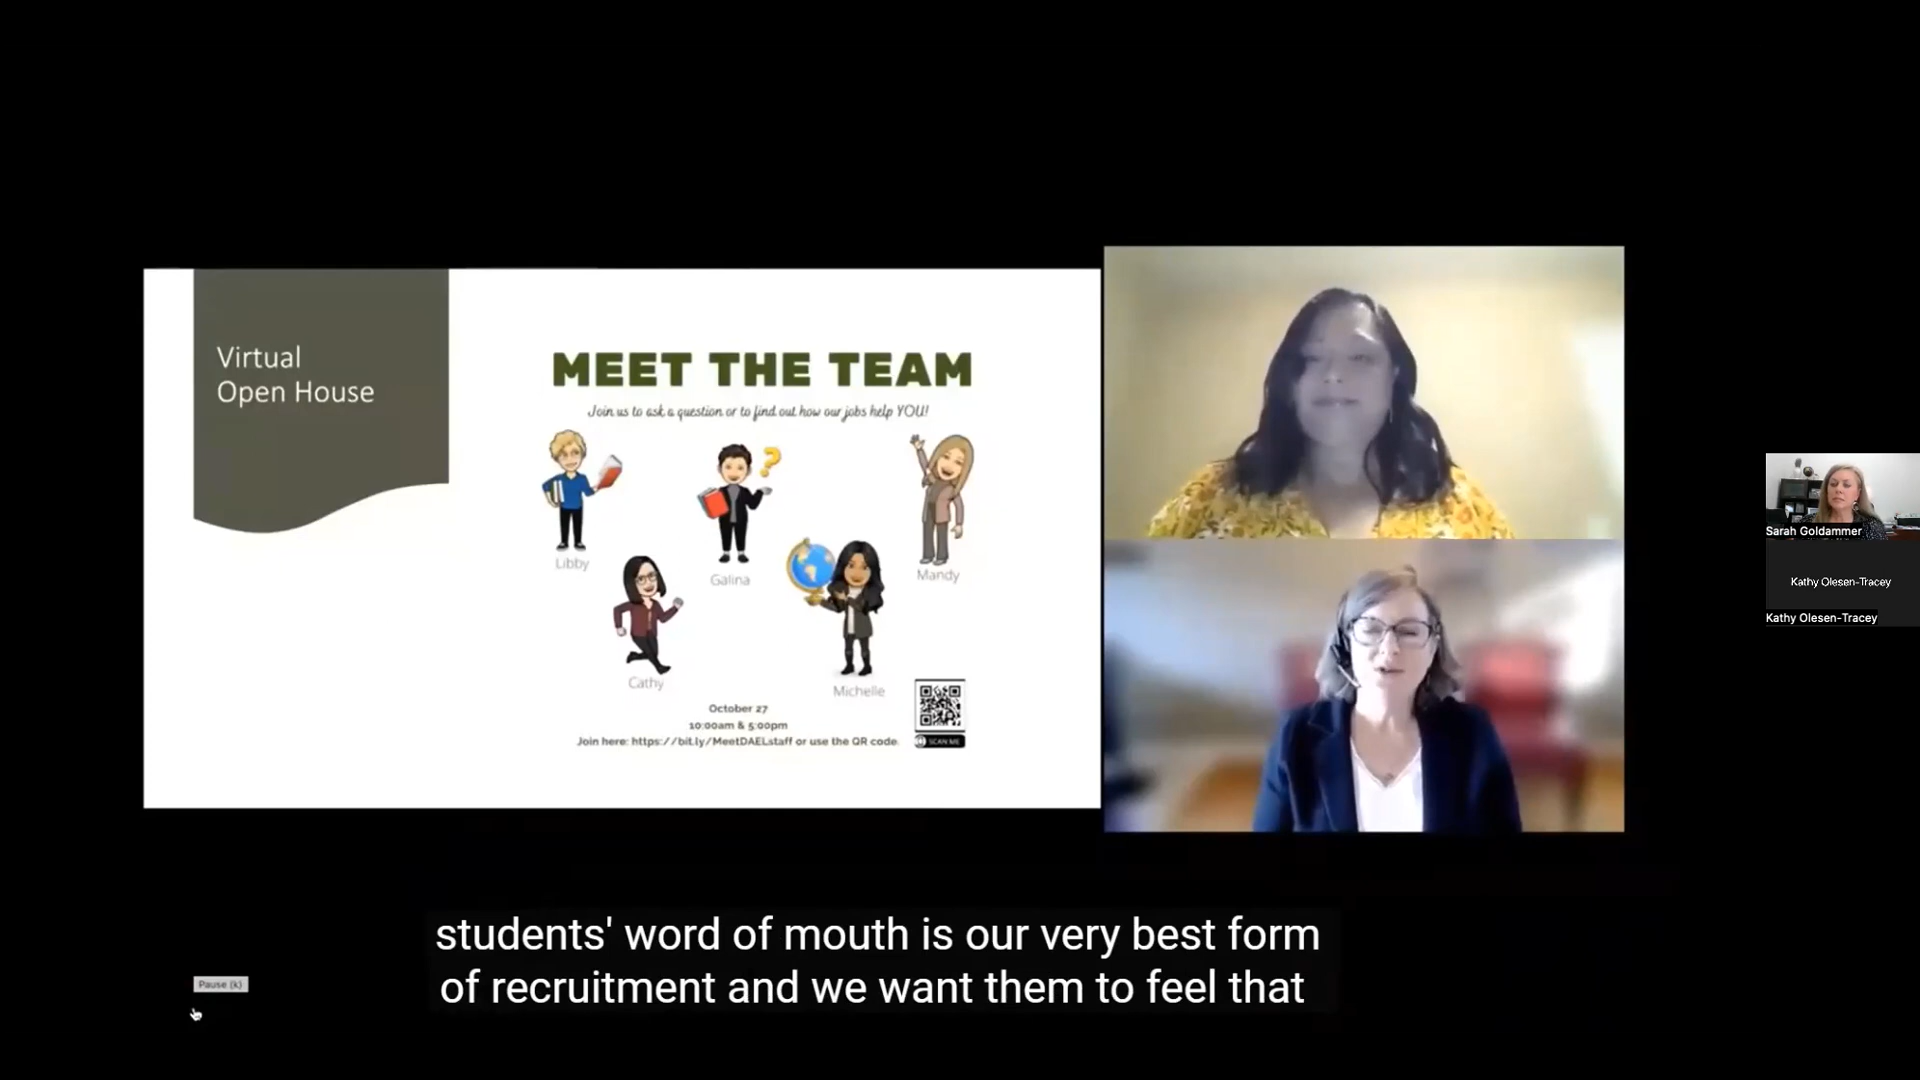 Virtual
Open House
MEET THE TEAM
Join us to ask a question or to find out how our jobs help YOU!
Libby
Galina
Mandy
Cathy
Michelle
October 27
10:00am & 5:00pm
Join here: https://bit.ly/MeetDAELstaff or use the QR code.
SCAN ME
Sarah Goldammer
Kathy Olesen-Tracey
Kathy Olesen-Tracey
students' word of mouth is our very best form
of recruitment and we want them to feel that
Pause (k)